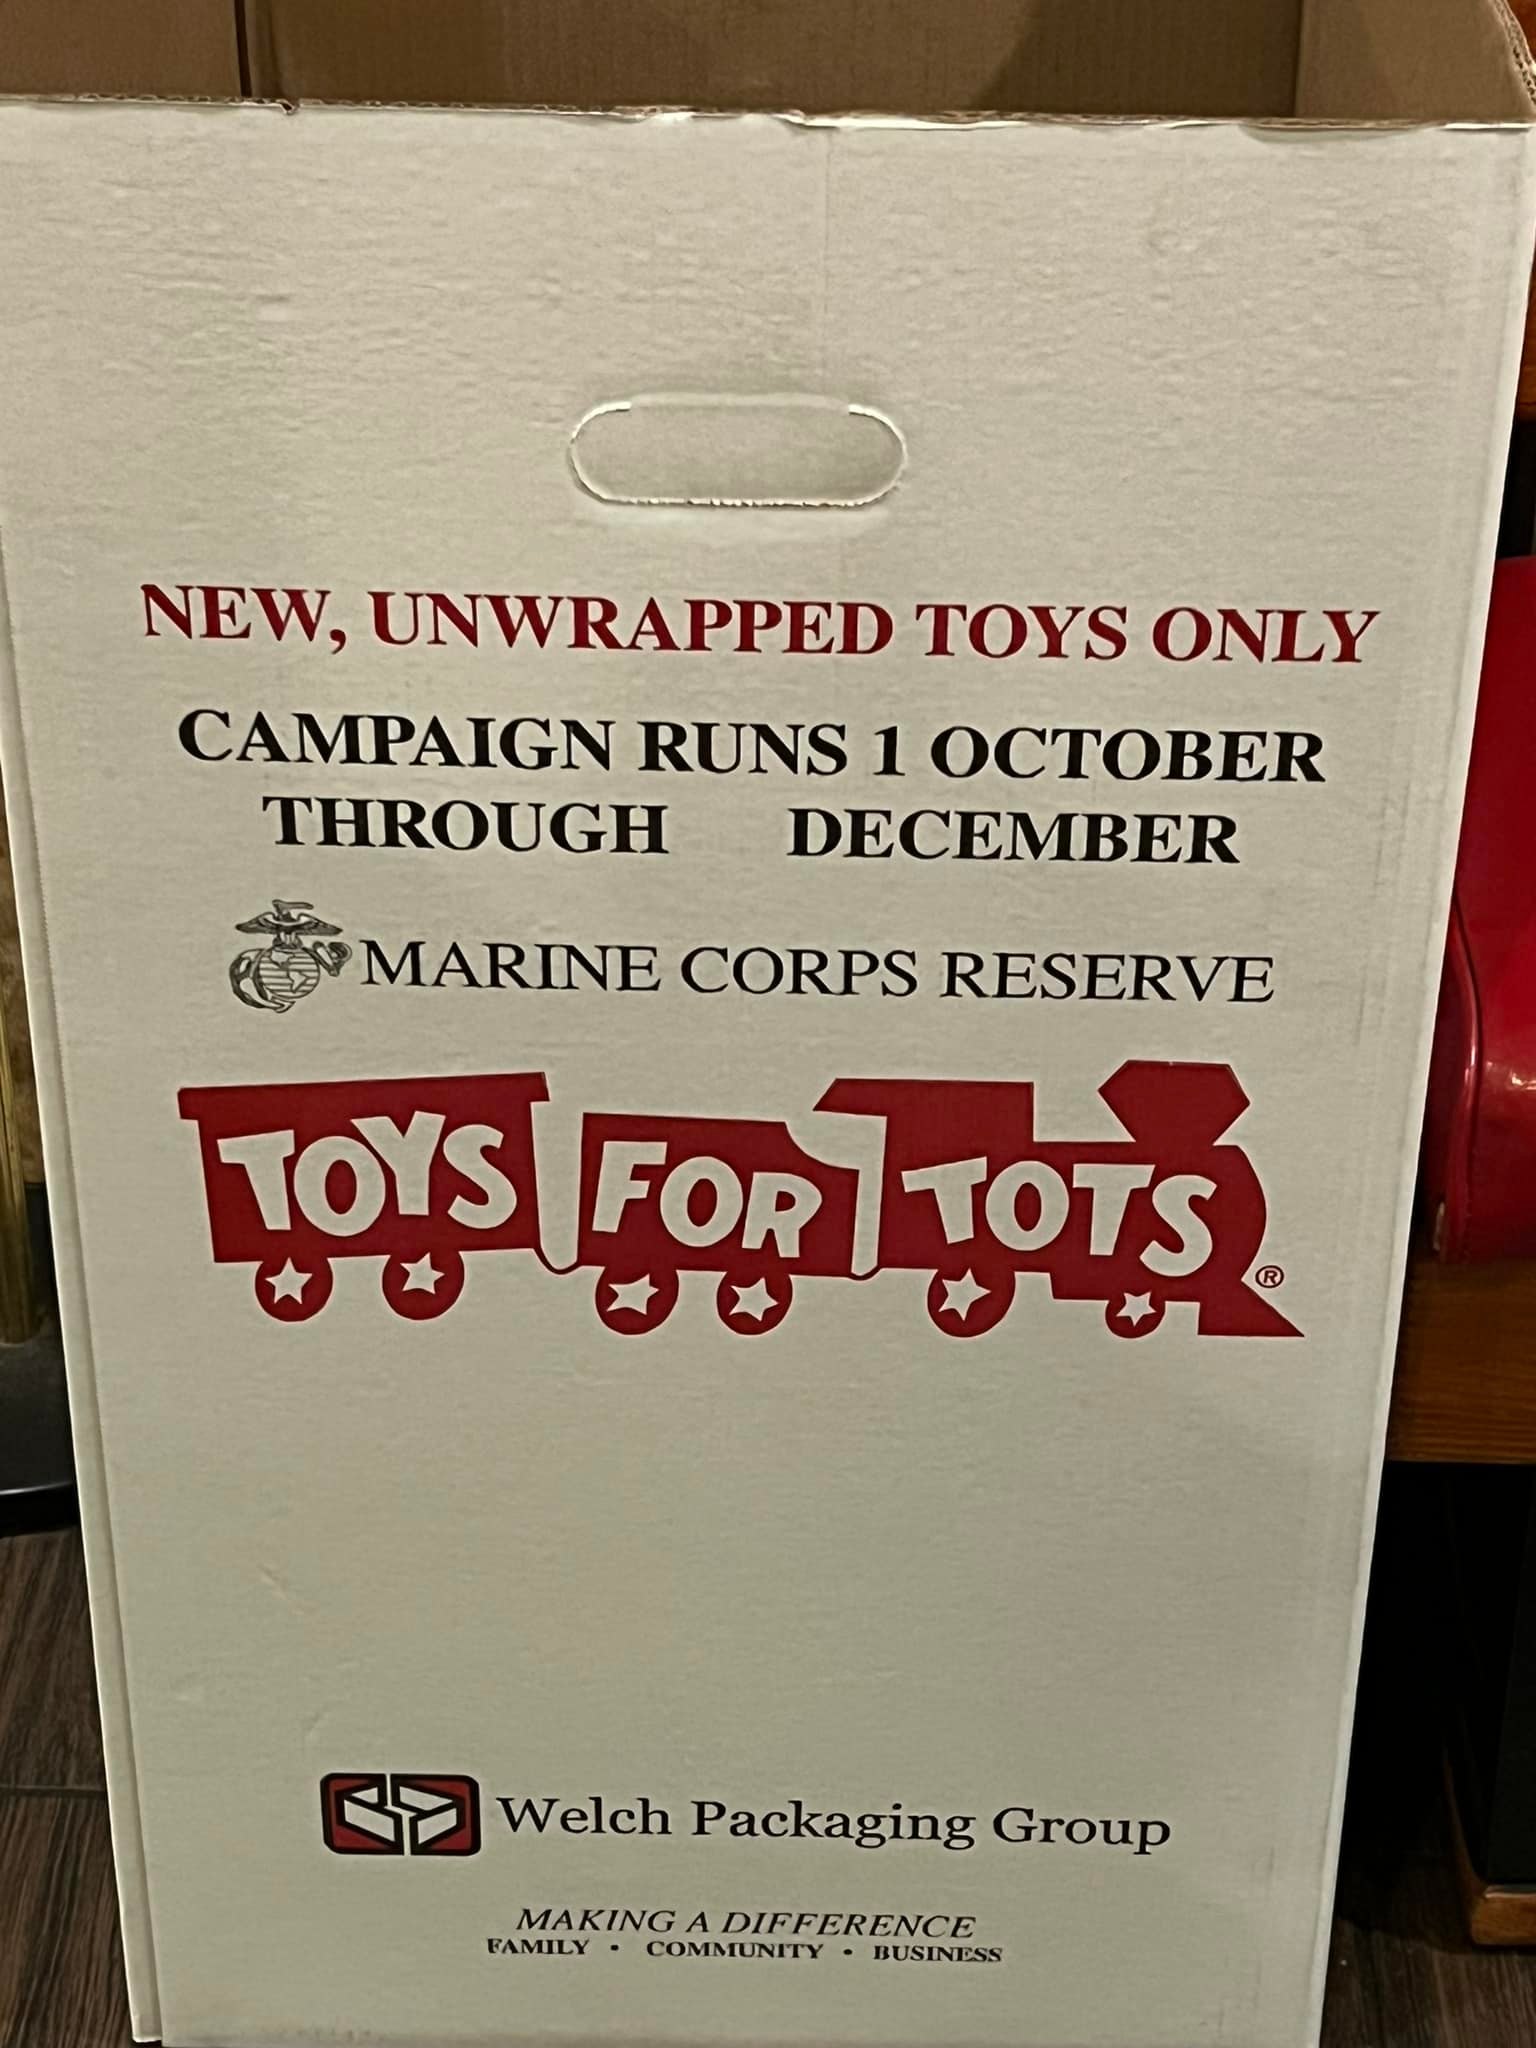 NEW, UNWRAPPED TOYS ONLY
CAMPAIGN RUNS 1 OCTOBER
THROUGH DECEMBER
MARINE CORPS RESERVE
TOYS FOR TOTS ®
Welch Packaging Group
MAKING A DIFFERENCE
FAMILY • COMMUNITY • BUSINESS